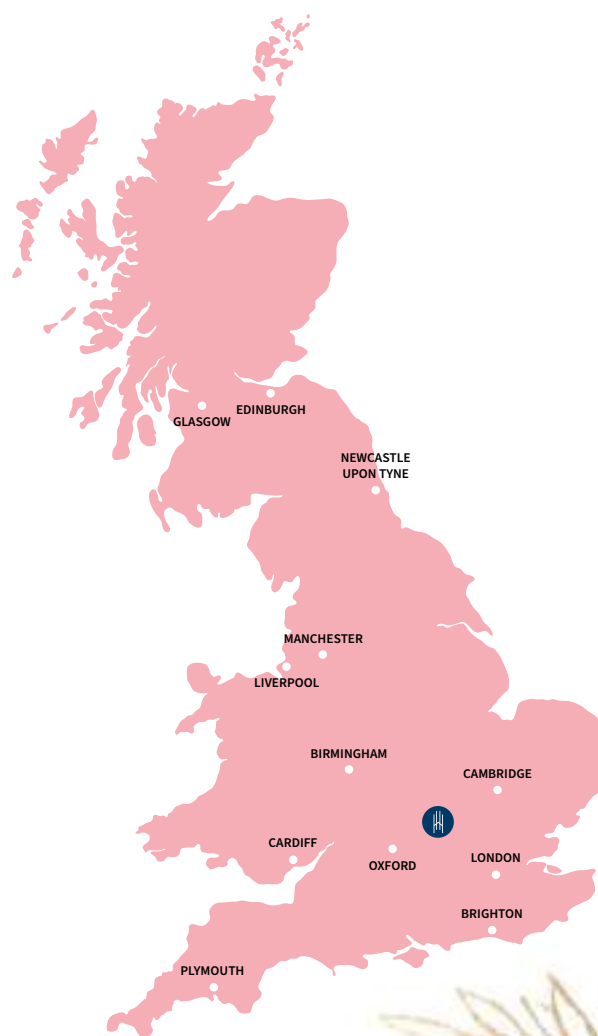 EDINBURGH
GLASGOW
NEWCASTLE
UPON TYNE
MANCHESTER
LIVERPOOL
BIRMINGHAM
CAMBRIDGE
CARDIFF
OXFORD
LONDON
BRIGHTON
PLYMOUTH